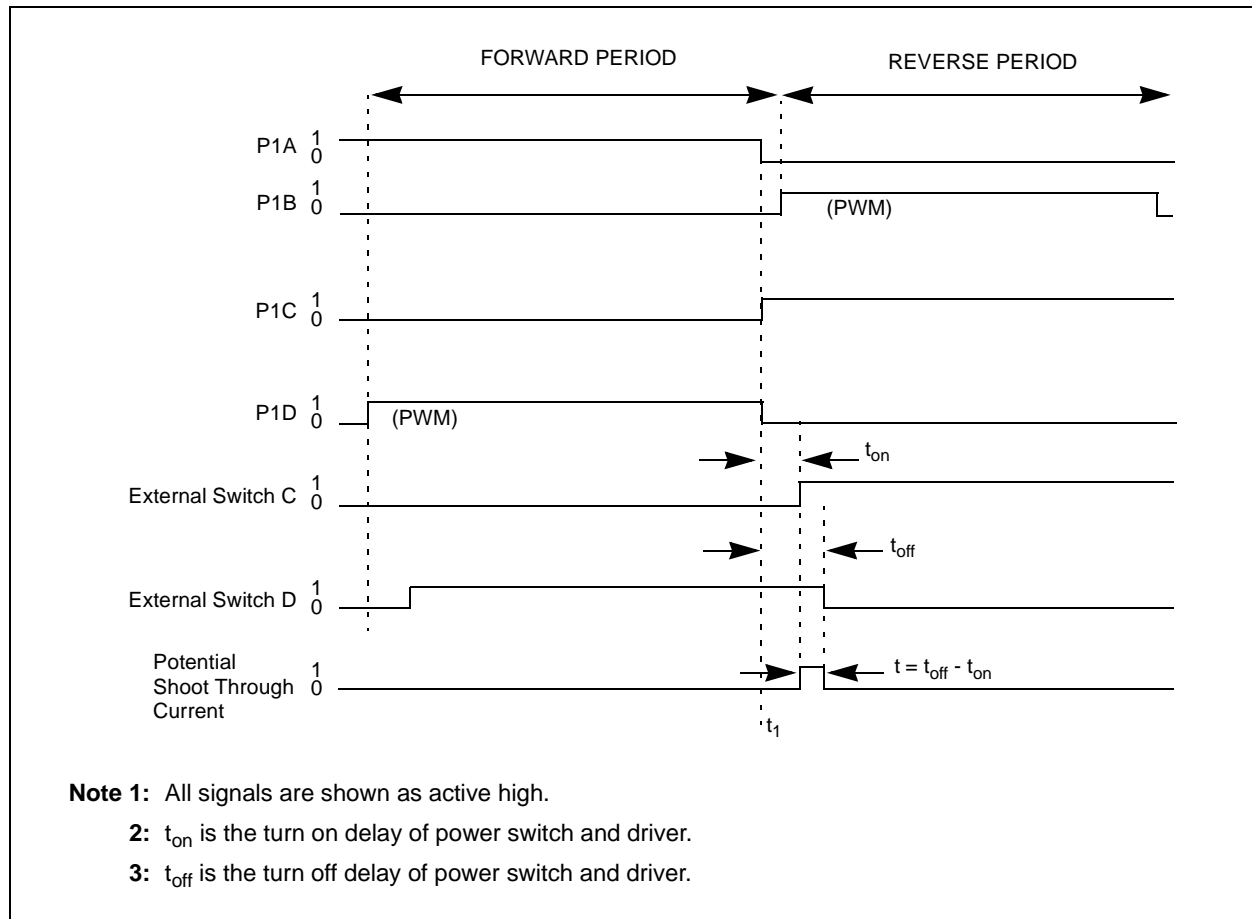 FORWARD PERIOD
REVERSE PERIOD
P1A 1
0
P1B 1
0
(PWM)
P1C 1
0
P1D 1
0
(PWM)
ton
External Switch C 1
0
toff
External Switch D 1
0
Potential
Shoot Through
Current
1
0
t = toff - ton
t1
Note 1: All signals are shown as active high.
2: ton is the turn on delay of power switch and driver.
3: toff is the turn off delay of power switch and driver.